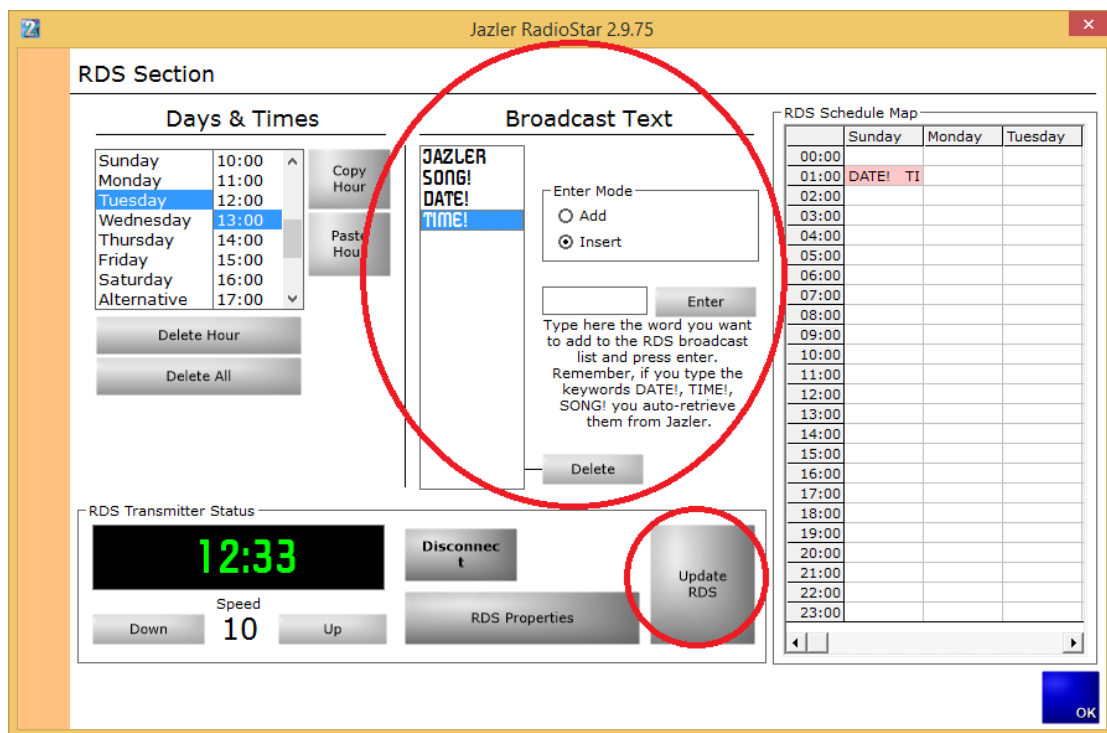 Jazler RadioStar 2.9.75
RDS Section
Days & Times
Sunday
Monday
Tuesday
Wednesday
Thursday
Friday
Saturday
Alternative
10:00
11:00
12:00
13:00
14:00
15:00
16:00
17:00
Copy
Hour
Paste
Hou
Delete Hour
Delete All
Broadcast Text
JAZLER
SONG!
DATE!
TIME!
Enter Mode
Add
Insert
Enter
Type here the word you want
to add to the RDS broadcast
list and press enter.
Remember, if you type the
keywords DATE!, TIME!,
SONG! you auto-retrieve
them from Jazler.
Delete
RDS Schedule Map
Sunday Monday Tuesday
00:00
01:00 DATE! TI
02:00
03:00
04:00
05:00
06:00
07:00
08:00
09:00
10:00
11:00
12:00
13:00
14:00
15:00
16:00
17:00
18:00
19:00
20:00
21:00
22:00
23:00
RDS Transmitter Status
12:33
Speed
Down 10 Up
Disconnec
t
RDS Properties
Update
RDS
OK